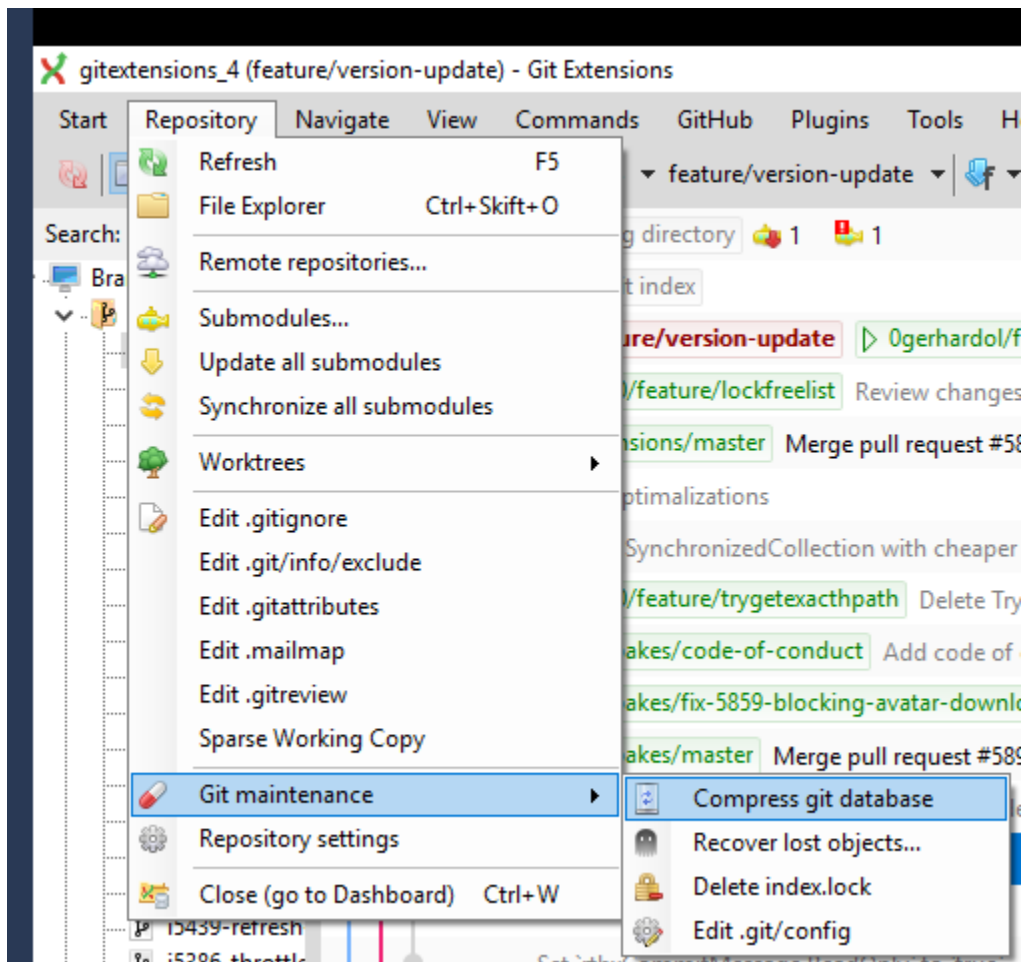 gitextensions_4 (feature/version-update) - Git Extensions
Start Repository Navigate View Commands GitHub Plugins Tools H
Refresh F5
feature/version-update
File Explorer Ctrl+Skift+O
Search:
g directory 1 1
Bra
Remote repositories...
t index
Submodules...
ure/version-update 0gerhardol/f
Update all submodules
)/feature/lockfreelist Review changes
Synchronize all submodules
nsions/master Merge pull request #58
Worktrees
ptimalizations
Edit .gitignore
SynchronizedCollection with cheaper
Edit .git/info/exclude
Edit .gitattributes
)/feature/trygetexacthpath Delete Try
Edit .mailmap
akes/code-of-conduct Add code of
Edit .gitreview
akes/fix-5859-blocking-avatar-downlo
Sparse Working Copy
akes/master Merge pull request #589
Git maintenance
Compress git database
Repository settings
Recover lost objects...
Close (go to Dashboard) Ctrl+W
Delete index.lock
i5439-refresh
Edit .git/config